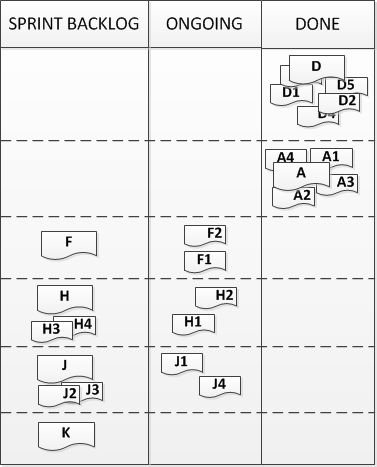 SPRINT BACKLOG
ONGOING
DONE
D
D1
D5
D2
D4
A4
A1
A
A3
A2
F
F2
F1
H
H3
H4
H2
H1
J
J2
J3
J1
J4
K